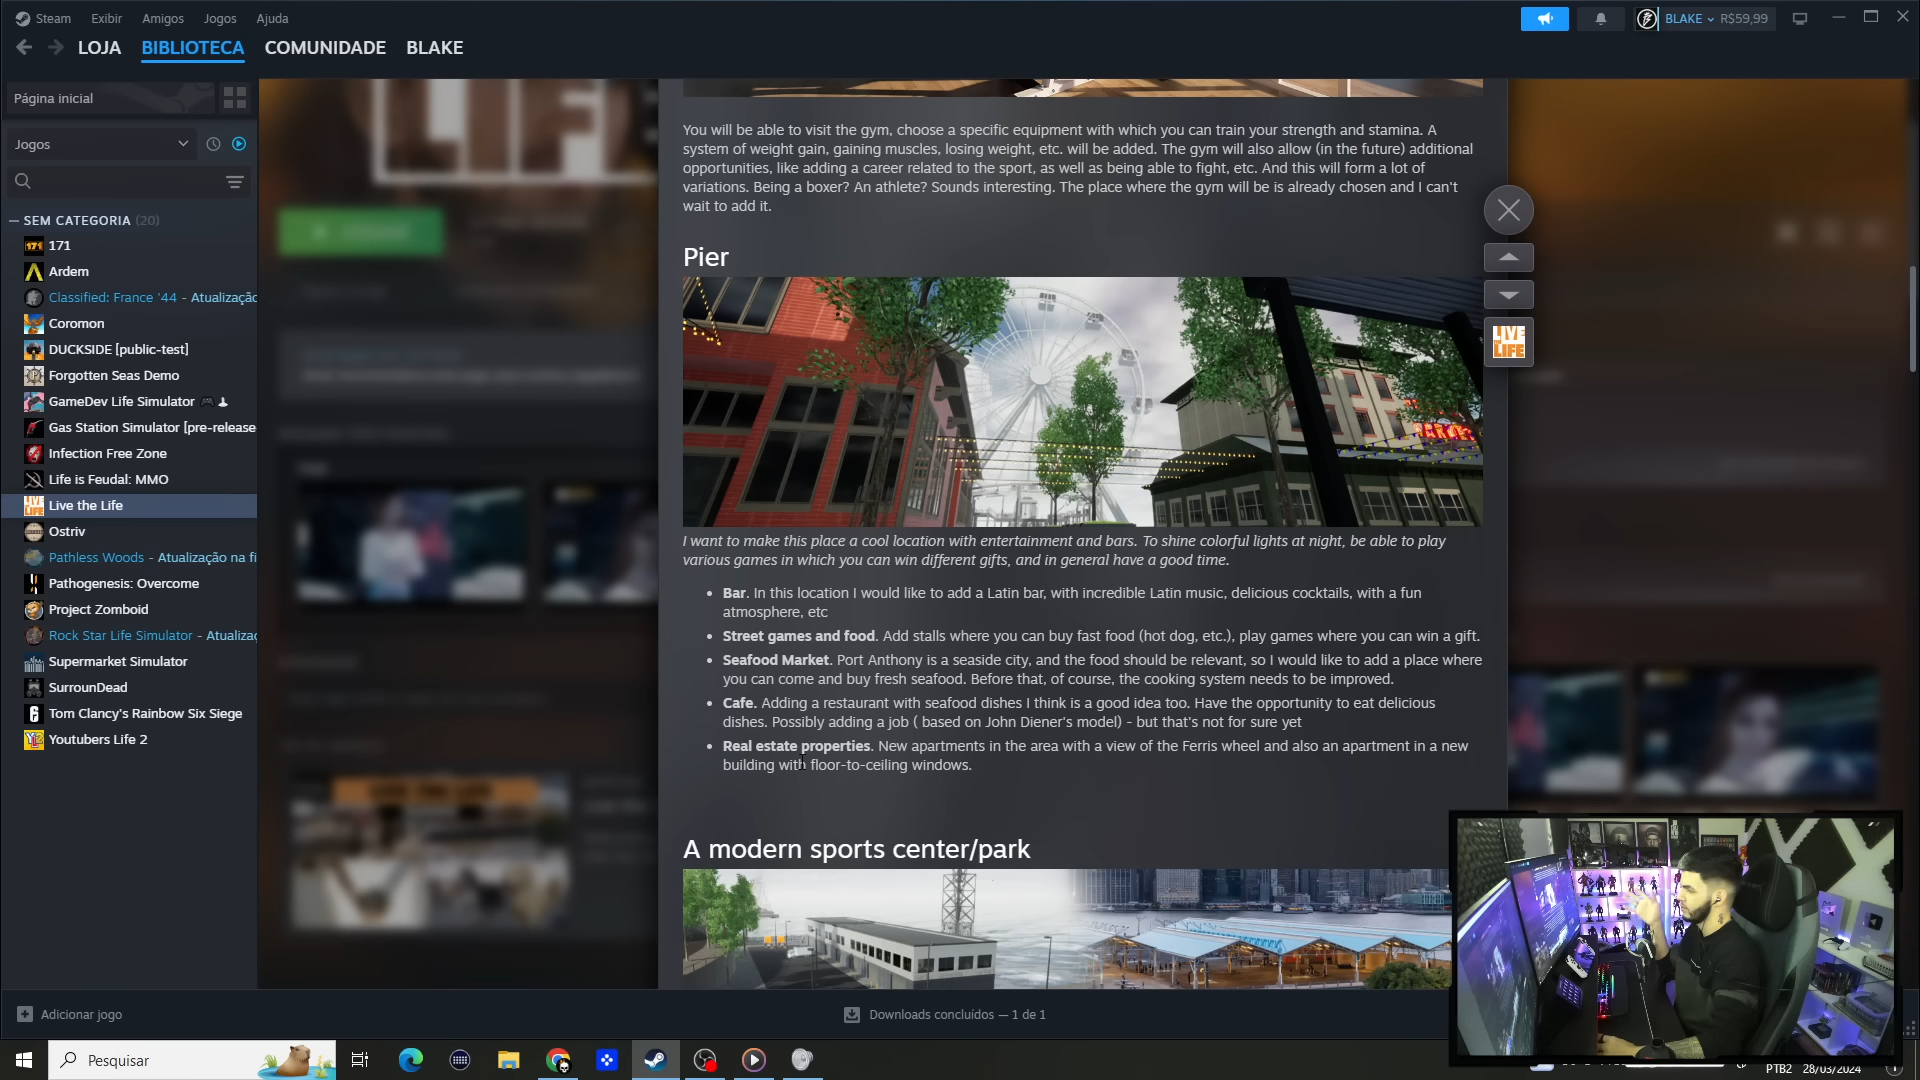 Steam
Exibir
Amigos
Jogos
Ajuda
BLAKE
R$59,99
LOJA
BIBLIOTECA
COMUNIDADE
BLAKE
Página inicial
Jogos
SEM CATEGORIA (20)
171
Ardem
Classified: France '44 - Atualização
Coromon
DUCKSIDE [public-test]
Forgotten Seas Demo
GameDev Life Simulator
Gas Station Simulator [pre-release
Infection Free Zone
Life is Feudal: MMO
Live the Life
Ostriv
Pathless Woods - Atualização na fi
Pathogenesis: Overcome
Project Zomboid
Rock Star Life Simulator - Atualizaç
Supermarket Simulator
SurrounDead
Tom Clancy's Rainbow Six Siege
Youtubers Life 2
You will be able to visit the gym, choose a specific equipment with which you can train your strength and stamina. A
system of weight gain, gaining muscles, losing weight, etc. will be added. The gym will also allow (in the future) additional
opportunities, like adding a career related to the sport, as well as being able to fight, etc. And this will form a lot of
variations. Being a boxer? An athlete? Sounds interesting. The place where the gym will be is already chosen and I can't
wait to add it.
Pier
I want to make this place a cool location with entertainment and bars. To shine colorful lights at night, be able to play
various games in which you can win different gifts, and in general have a good time.
• Bar. In this location I would like to add a Latin bar, with incredible Latin music, delicious cocktails, with a fun
atmosphere, etc
• Street games and food. Add stalls where you can buy fast food (hot dog, etc.), play games where you can win a gift.
• Seafood Market. Port Anthony is a seaside city, and the food should be relevant, so I would like to add a place where
you can come and buy fresh seafood. Before that, of course, the cooking system needs to be improved.
• Cafe. Adding a restaurant with seafood dishes I think is a good idea too. Have the opportunity to eat delicious
dishes. Possibly adding a job ( based on John Diener's model) - but that's not for sure yet
• Real estate properties. New apartments in the area with a view of the Ferris wheel and also an apartment in a new
building with floor-to-ceiling windows.
A modern sports center/park
LIVE
LIFE
Adicionar jogo
Downloads concluídos — 1 de 1
Pesquisar
PTB2
28/03/2024